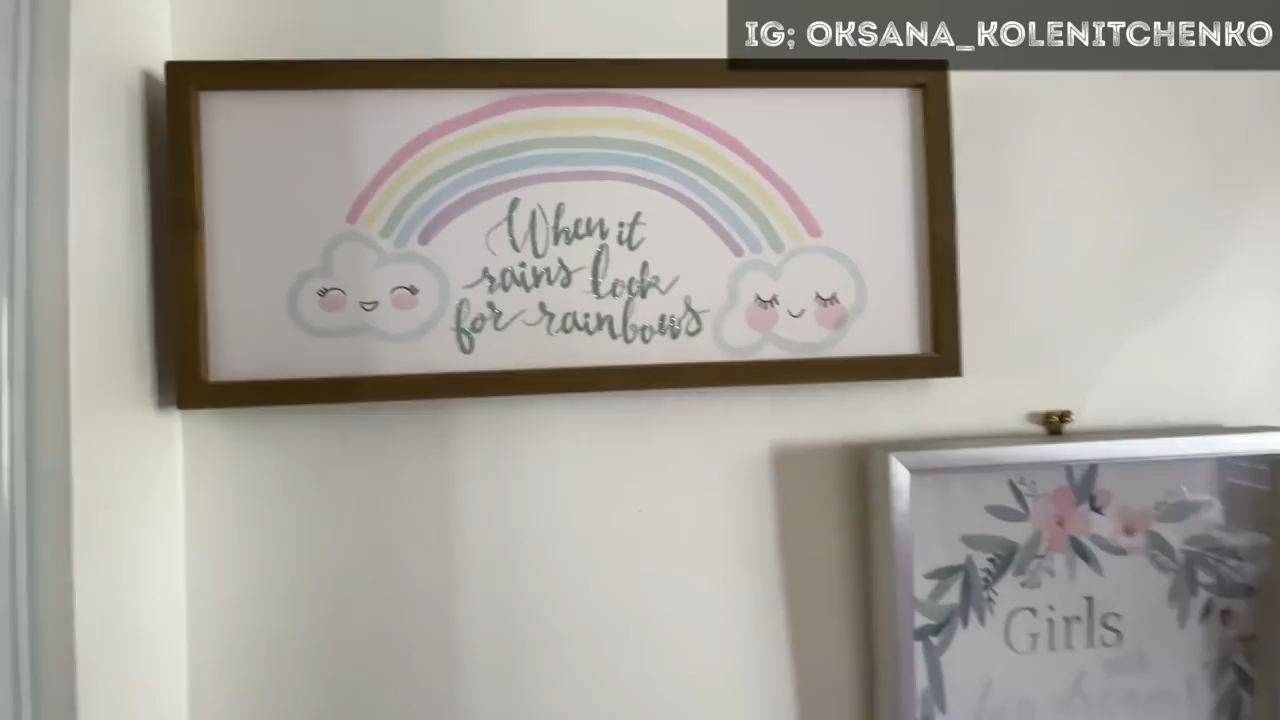 IG; OKSANA_KOLENITCHENKO
When it
rains look
for rainbows
Girls